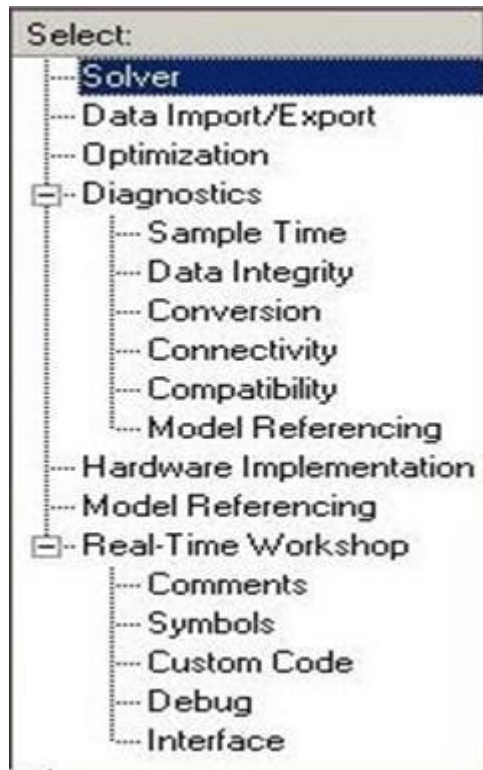 Select:
Solver
Data Import/Export
Optimization
Diagnostics
Sample Time
Data Integrity
Conversion
Connectivity
Compatibility
Model Referencing
Hardware Implementation
Model Referencing
Real-Time Workshop
Comments
Symbols
Custom Code
Debug
Interface